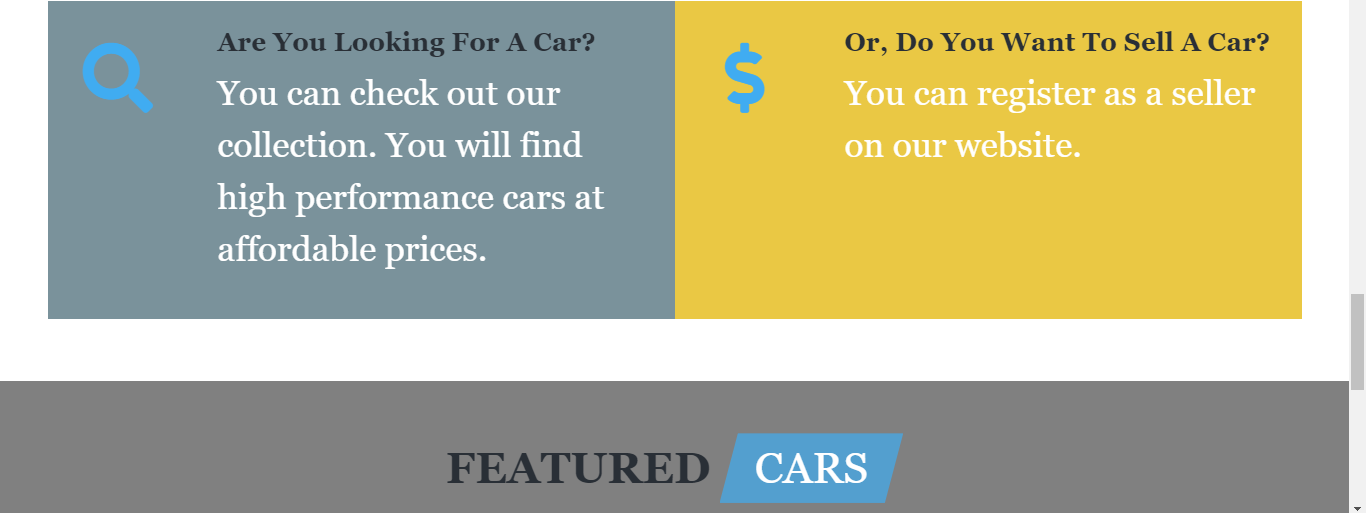 Are You Looking For A Car?
You can check out our
collection. You will find
high performance cars at
affordable prices.
Or, Do You Want To Sell A Car?
You can register as a seller
on our website.
FEATURED CARS